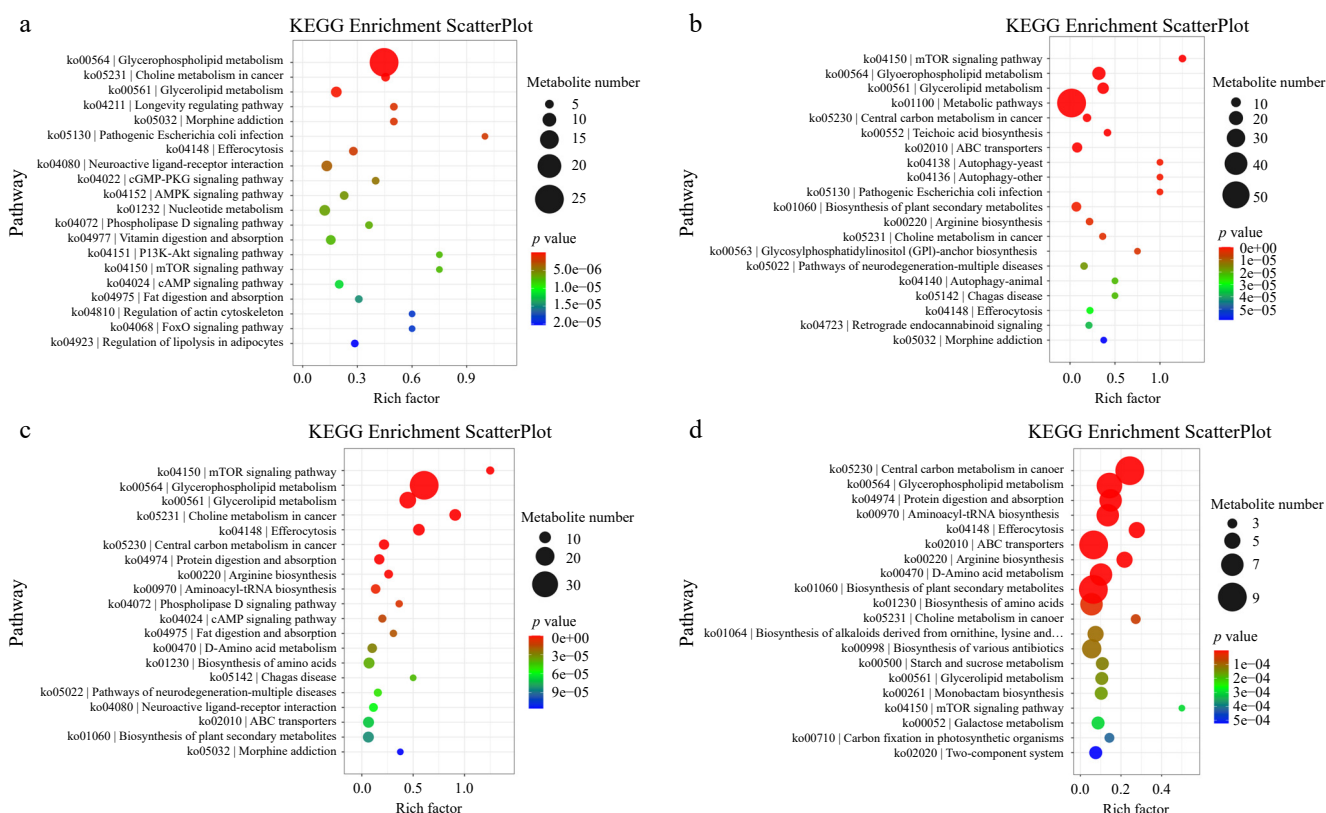 a
KEGG Enrichment ScatterPlot
Pathway
ko00564 | Glycerophospholipid metabolism
ko05231 | Choline metabolism in cancer
ko00561 | Glycerolipid metabolism
ko04211 | Longevity regulating pathway
ko05032 | Morphine addiction
ko05130 | Pathogenic Escherichia coli infection
ko04148 | Efferocytosis
ko04080 | Neuroactive ligand-receptor interaction
ko04022 | cGMP-PKG signaling pathway
ko04152 | AMPK signaling pathway
ko01232 | Nucleotide metabolism
ko04072 | Phospholipase D signaling pathway
ko04977 | Vitamin digestion and absorption
ko04151 | P13K-Akt signaling pathway
ko04150 | mTOR signaling pathway
ko04024 | cAMP signaling pathway
ko04975 | Fat digestion and absorption
ko04810 | Regulation of actin cytoskeleton
ko04068 | FoxO signaling pathway
ko04923 | Regulation of lipolysis in adipocytes
0.0 0.3 0.6 0.9
Rich factor
Metabolite number
5
10
15
20
25
p value
5.0e−06
1.0e−05
1.5e−05
2.0e−05
b
KEGG Enrichment ScatterPlot
Pathway
ko04150 | mTOR signaling pathway
ko00564 | Glyoerophospholipid metabolism
ko00561 | Glycerolipid metabolism
ko01100 | Metabolic pathways
ko05230 | Central carbon metabolism in cancer
ko00552 | Teichoic acid biosynthesis
ko02010 | ABC transporters
ko04138 | Autophagy-yeast
ko04136 | Autophagy-other
ko05130 | Pathogenic Escherichia coli infection
ko01060 | Biosynthesis of plant secondary metabolites
ko00220 | Arginine biosynthesis
ko05231 | Choline metabolism in cancer
ko00563 | Glycosylphosphatidylinositol (GPl)-anchor biosynthesis
ko05022 | Pathways of neurodegeneration-multiple diseases
ko04140 | Autophagy-animal
ko05142 | Chagas disease
ko04148 | Efferocytosis
ko04723 | Retrograde endocannabinoid signaling
ko05032 | Morphine addiction
0.0 0.5 1.0
Rich factor
Metabolite number
10
20
30
40
50
p value
0e+00
1e−05
2e−05
3e−05
4e−05
5e−05
c
KEGG Enrichment ScatterPlot
Pathway
ko04150 | mTOR signaling pathway
ko00564 | Glycerophospholipid metabolism
ko00561 | Glycerolipid metabolism
ko05231 | Choline metabolism in cancer
ko04148 | Efferocytosis
ko05230 | Central carbon metabolism in cancer
ko04974 | Protein digestion and absorption
ko00220 | Arginine biosynthesis
ko00970 | Aminoacyl-tRNA biosynthesis
ko04072 | Phospholipase D signaling pathway
ko04024 | cAMP signaling pathway
ko04975 | Fat digestion and absorption
ko00470 | D-Amino acid metabolism
ko01230 | Biosynthesis of amino acids
ko05142 | Chagas disease
ko05022 | Pathways of neurodegeneration-multiple diseases
ko04080 | Neuroactive ligand-receptor interaction
ko02010 | ABC transporters
ko01060 | Biosynthesis of plant secondary metabolites
ko05032 | Morphine addiction
0.0 0.5 1.0
Rich factor
Metabolite number
10
20
30
p value
0e+00
3e−05
6e−05
9e−05
d
KEGG Enrichment ScatterPlot
Pathway
ko05230 | Central carbon metabolism in canoer
ko00564 | Glycerophospholipid metabolism
ko04974 | Protein digestion and absorption
ko00970 | Aminoacyl-tRNA biosynthesis
ko04148 | Efferocytosis
ko02010 | ABC transporters
ko00220 | Arginine biosynthesis
ko00470 | D-Amino acid metabolism
ko01060 | Biosynthesis of plant secondary metabolites
ko01230 | Biosynthesis of amino acids
ko05231 | Choline metabolism in cancer
ko01064 | Biosynthesis of alkaloids derived from ornithine, lysine and…
ko00998 | Biosynthesis of various antibiotics
ko00500 | Starch and sucrose metabolism
ko00561 | Glycerolipid metabolism
ko00261 | Monobactam biosynthesis
ko04150 | mTOR signaling pathway
ko00052 | Galactose metabolism
ko00710 | Carbon fixation in photosynthetic organisms
ko02020 | Two-component system
0.0 0.2 0.4
Rich factor
Metabolite number
3
5
7
9
p value
1e−04
2e−04
3e−04
4e−04
5e−04